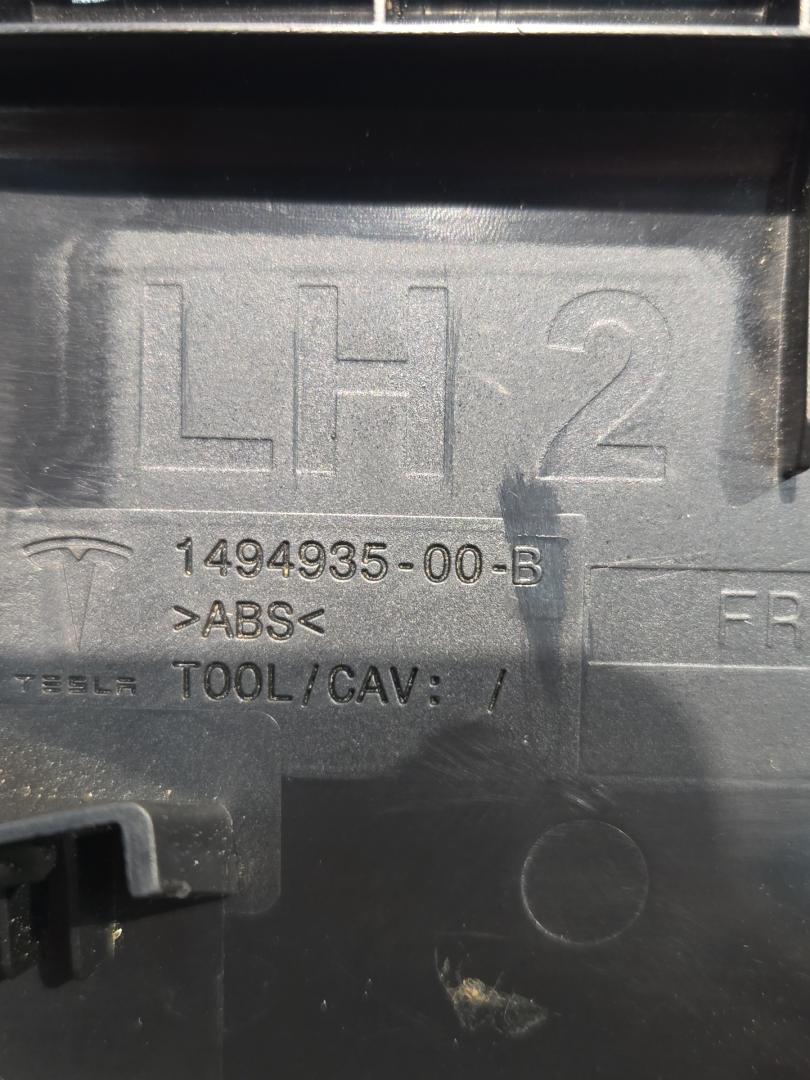 LH 2
1494935-00-B
>ABS<
TESLA
TOOL/CAV: /
FR